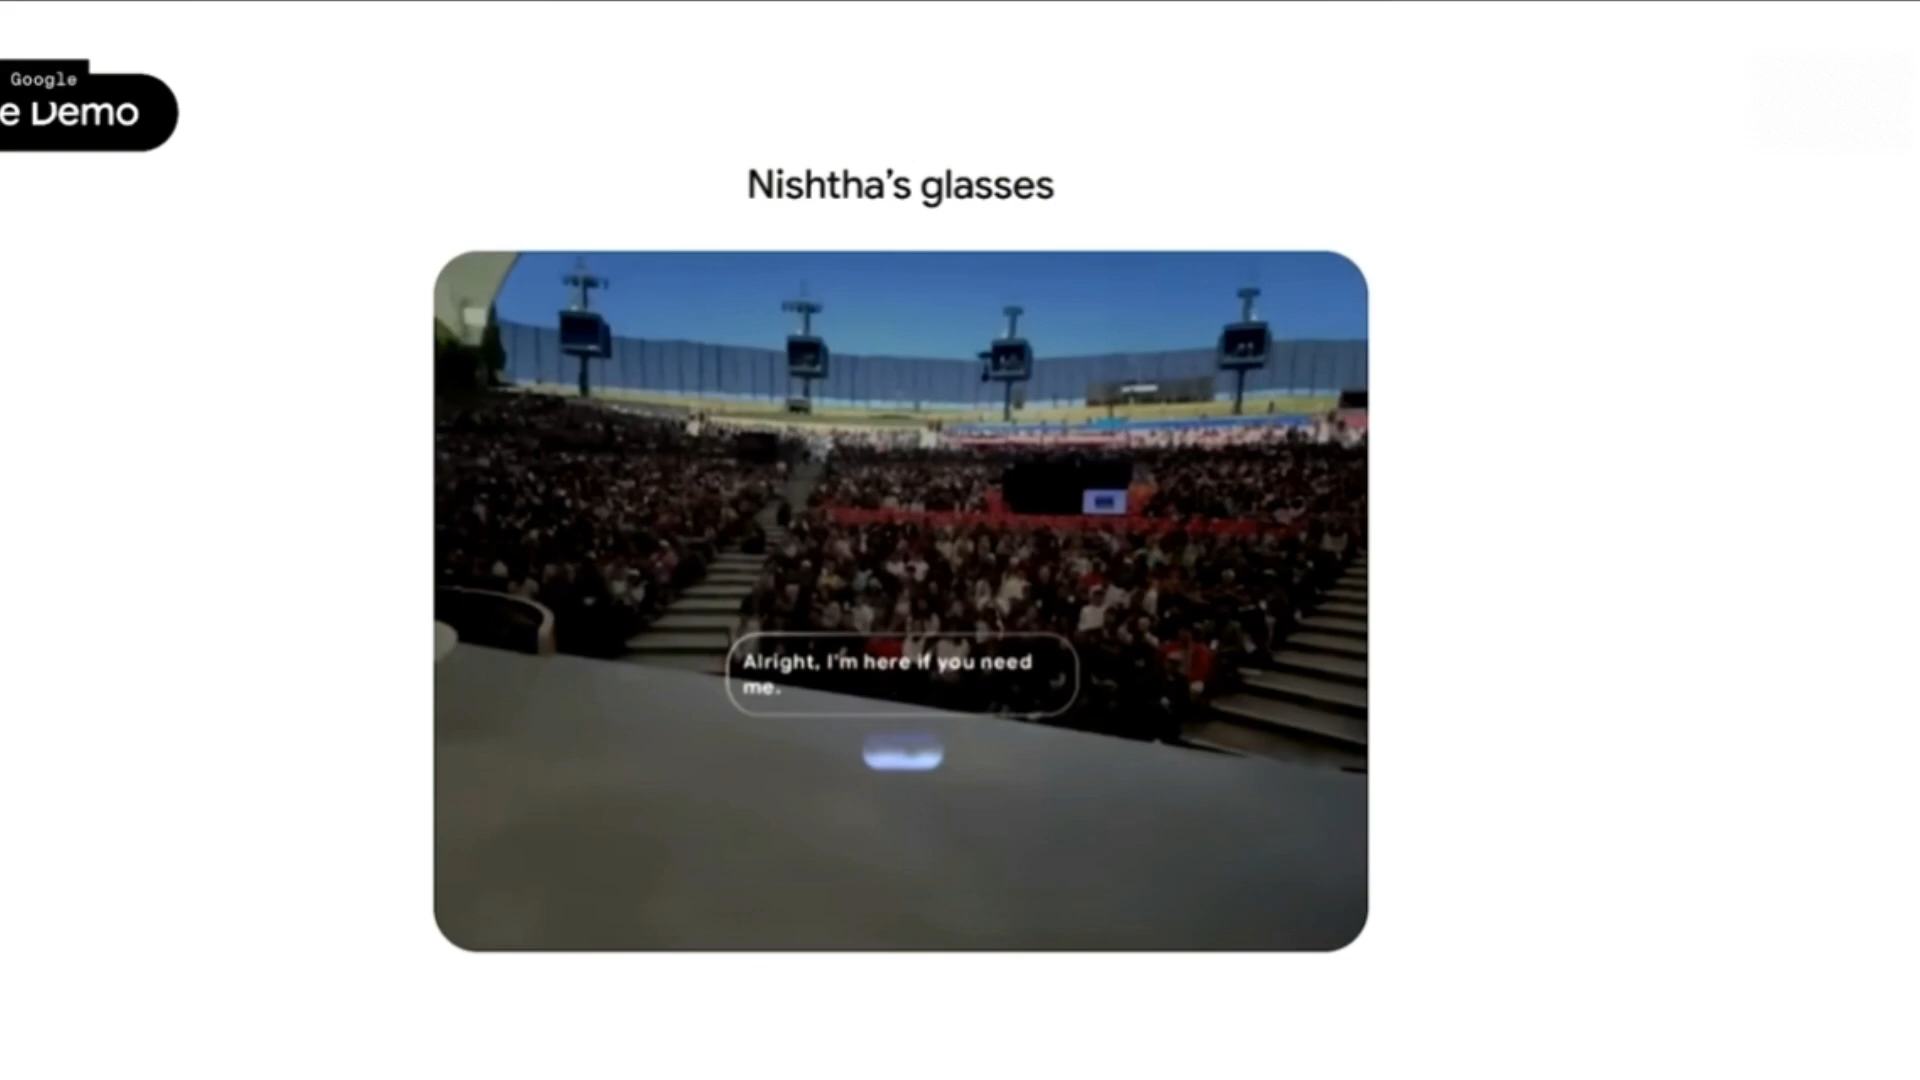 Google
e Demo
Nishtha's glasses
Alright, I'm here if you need
me.